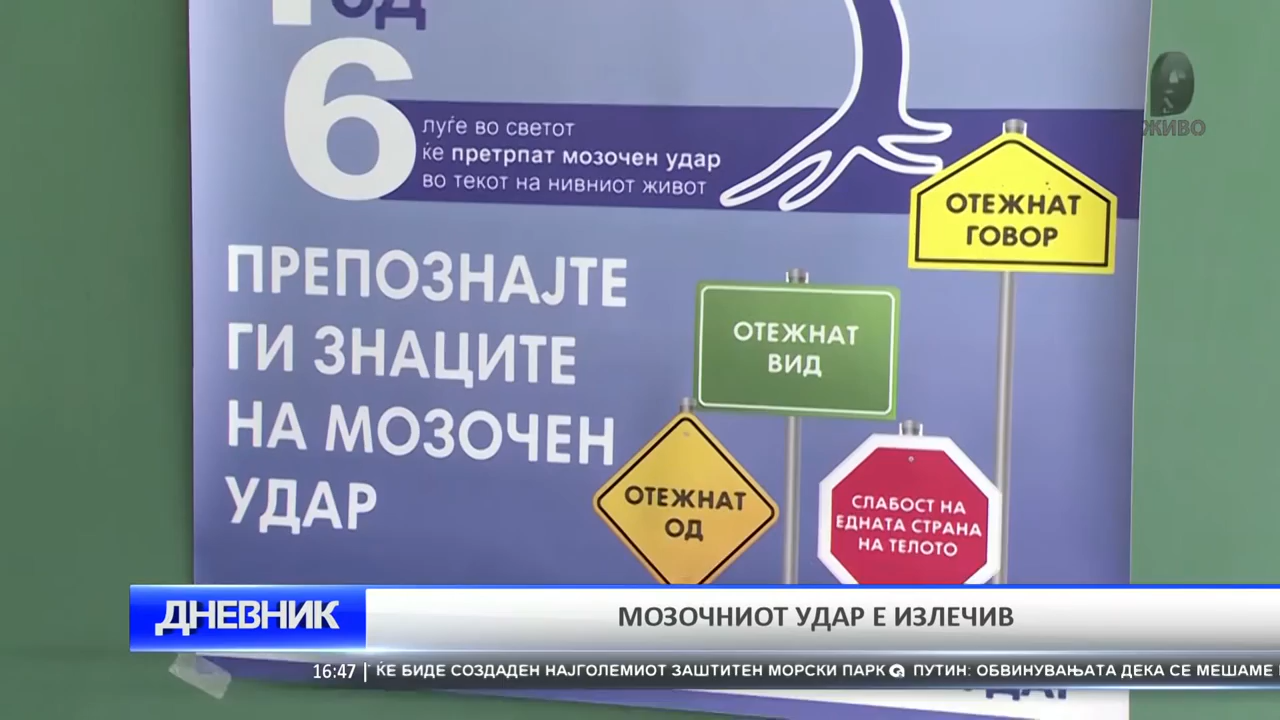 од
6
луѓе во светот
ќе претрпат мозочен удар
во текот на нивниот живот
ПРЕПОЗНАЈТЕ
ГИ ЗНАЦИТЕ
НА МОЗОЧЕН
УДАР
ОТЕЖНАТ
ГОВОР
ОТЕЖНАТ
ВИД
ОТЕЖНАТ
ОД
СЛАБОСТ НА
ЕДНАТА СТРАНА
НА ТЕЛОТО
ЖИВО
ДНЕВНИК
МОЗОЧНИОТ УДАР Е ИЗЛЕЧИВ
16:47 | ЌЕ БИДЕ СОЗДАДЕН НАЈГОЛЕМИОТ ЗАШТИТЕН МОРСКИ ПАРК ПУТИН: ОБВИНУВАЊАТА ДЕКА СЕ МЕШАМЕ